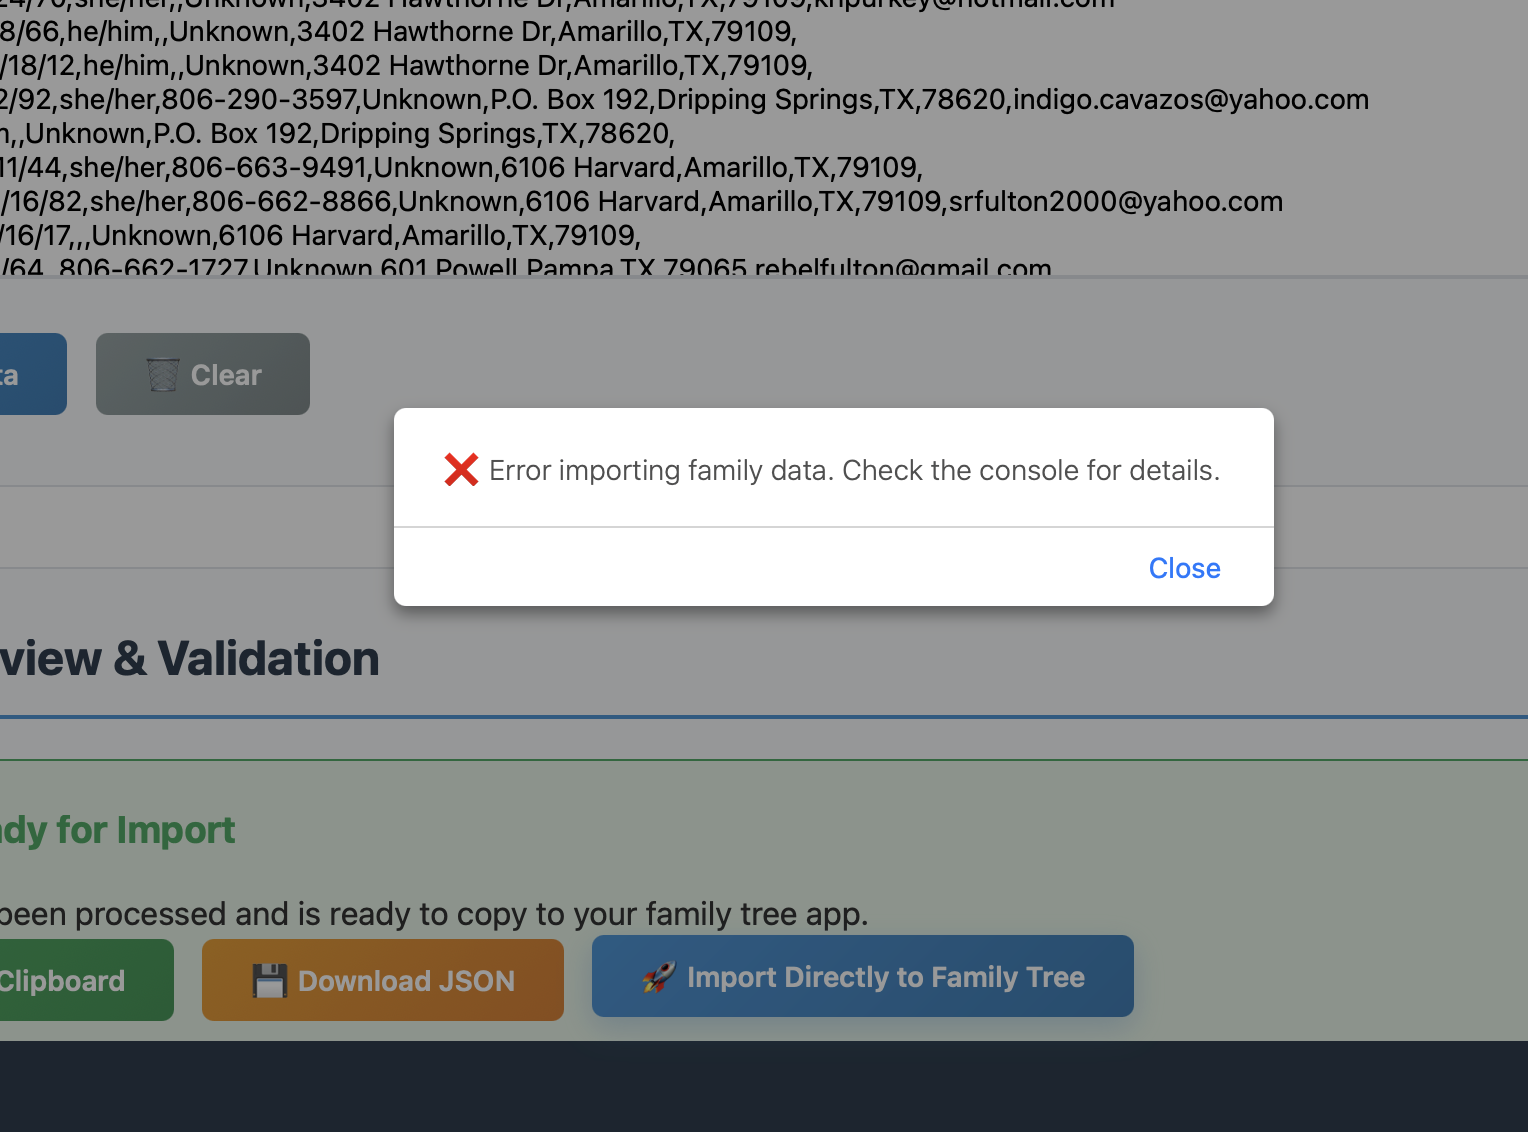 24/70,she/her,,Unknown,3402 Hawthorne Dr,Amarillo,TX,79109,knpurkey@hotmail.com
8/66,he/him,,Unknown,3402 Hawthorne Dr,Amarillo,TX,79109,
/18/12,he/him,,Unknown,3402 Hawthorne Dr,Amarillo,TX,79109,
2/92,she/her,806-290-3597,Unknown,P.O. Box 192,Dripping Springs,TX,78620,indigo.cavazos@yahoo.com
,,Unknown,P.O. Box 192,Dripping Springs,TX,78620,
11/44,she/her,806-663-9491,Unknown,6106 Harvard,Amarillo,TX,79109,
/16/82,she/her,806-662-8866,Unknown,6106 Harvard,Amarillo,TX,79109,srfulton2000@yahoo.com
/16/17,,,Unknown,6106 Harvard,Amarillo,TX,79109,
/64,,806-662-1727,Unknown,601 Powell,Pampa,TX,79065,rebelfulton@gmail.com
ta
🗑️ Clear
❌ Error importing family data. Check the console for details.
Close
view & Validation
ady for Import
been processed and is ready to copy to your family tree app.
Clipboard
💾 Download JSON
🚀 Import Directly to Family Tree